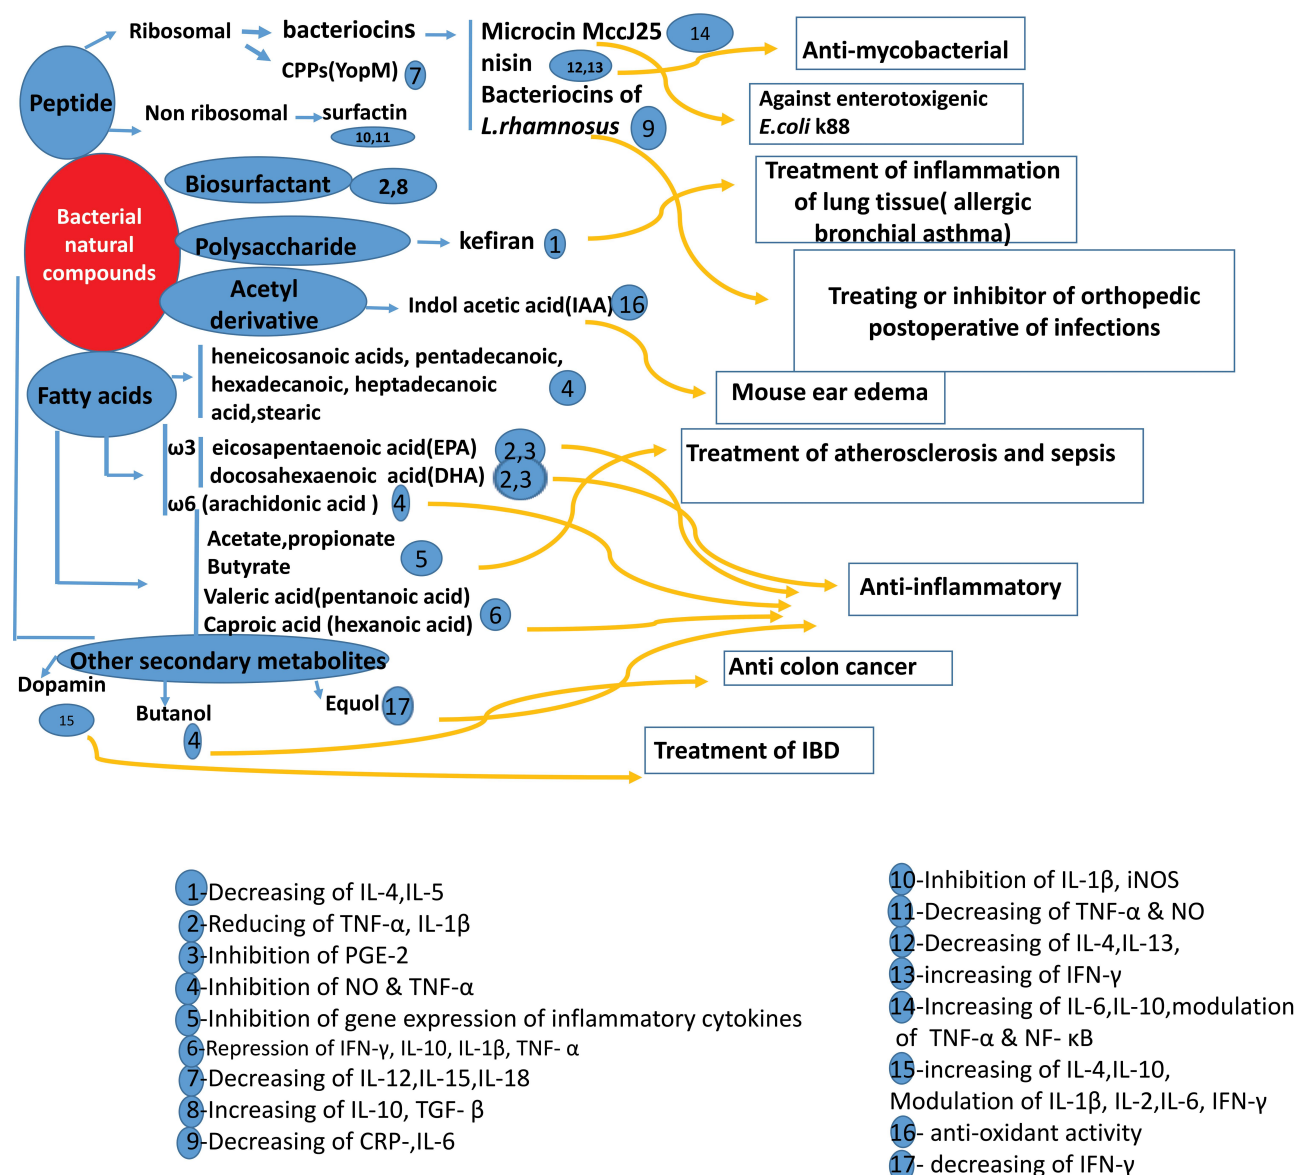 Ribosomal
bacteriocins
Microcin MccJ25
14
Anti-mycobacterial
CPPs(YopM)
7
nisin
12,13
Peptide
Bacteriocins of
L.rhamnosus
9
Against enterotoxigenic
E.coli k88
Non ribosomal
surfactin
10,11
Biosurfactant
2,8
Treatment of inflammation
of lung tissue( allergic
bronchial asthma)
Bacterial
natural
compounds
Polysaccharide
kefiran
1
Acetyl
derivative
Indol acetic acid(IAA)
16
Treating or inhibitor of orthopedic
postoperative of infections
Fatty acids
heneicosanoic acids, pentadecanoic,
hexadecanoic, heptadecanoic
acid,stearic
4
Mouse ear edema
ω3
eicosapentaenoic acid(EPA)
2,3
docosahexaenoic acid(DHA)
2,3
Treatment of atherosclerosis and sepsis
ω6 (arachidonic acid )
4
Acetate,propionate
Butyrate
5
Valeric acid(pentanoic acid)
Caproic acid (hexanoic acid)
6
Anti-inflammatory
Other secondary metabolites
Anti colon cancer
Dopamin
15
Butanol
4
Equol
17
Treatment of IBD
1-Decreasing of IL-4,IL-5
2-Reducing of TNF-α, IL-1β
3-Inhibition of PGE-2
4-Inhibition of NO & TNF-α
5-Inhibition of gene expression of inflammatory cytokines
6-Repression of IFN-γ, IL-10, IL-1β, TNF- α
7-Decreasing of IL-12,IL-15,IL-18
8-Increasing of IL-10, TGF- β
9-Decreasing of CRP-,IL-6
10-Inhibition of IL-1β, iNOS
11-Decreasing of TNF-α & NO
12-Decreasing of IL-4,IL-13,
13-increasing of IFN-γ
14-Increasing of IL-6,IL-10,modulation
of TNF-α & NF- κB
15-increasing of IL-4,IL-10,
Modulation of IL-1β, IL-2,IL-6, IFN-γ
16- anti-oxidant activity
17- decreasing of IFN-γ